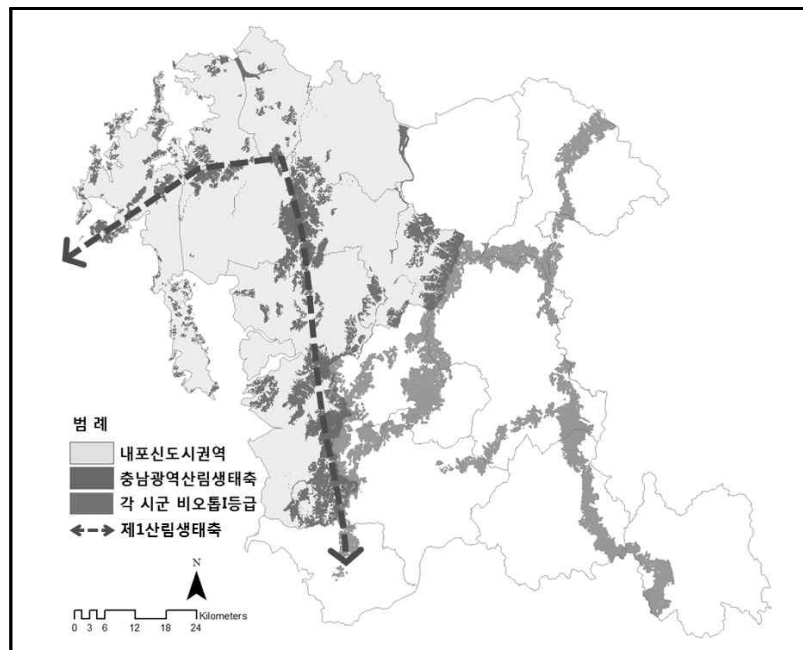 범 례
내포신도시권역
충남광역산림생태축
각 시군 비오톱I등급
제1산림생태축
N
Kilometers
0 3 6 12 18 24